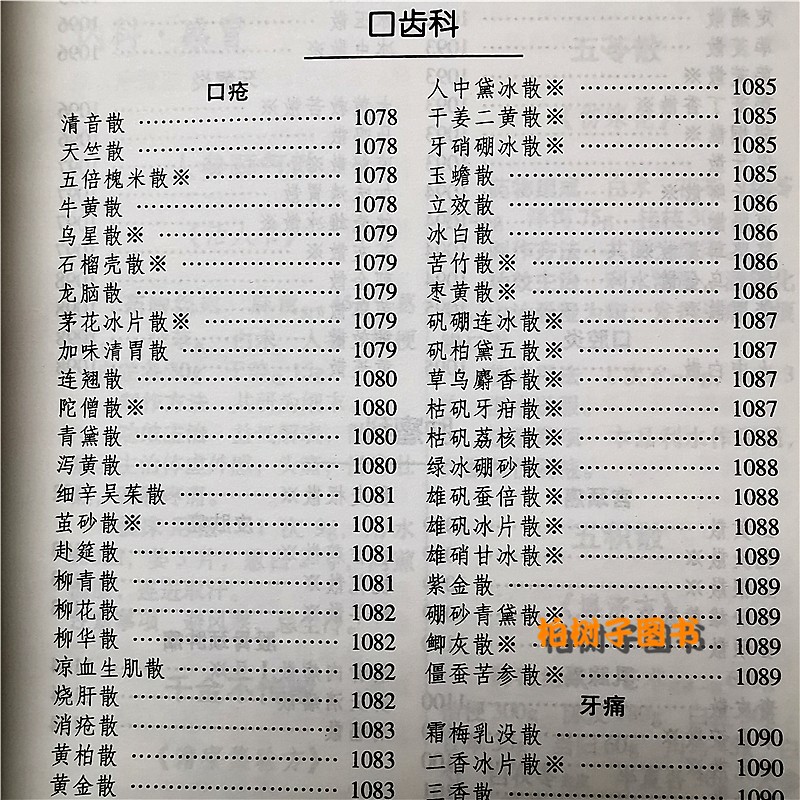 口齿科
口疮
清音散 ………………………… 1078
天竺散 ………………………… 1078
五倍槐米散※ ………………… 1078
牛黄散 ………………………… 1078
乌星散※ ……………………… 1079
石榴壳散※ …………………… 1079
龙脑散 ………………………… 1079
茅花冰片散※ ………………… 1079
加味清胃散 …………………… 1079
连翘散 ………………………… 1080
陀僧散※ ……………………… 1080
青黛散 ………………………… 1080
泻黄散 ………………………… 1080
细辛吴茱散 …………………… 1081
茧砂散※ ……………………… 1081
赴筵散 ………………………… 1081
柳青散 ………………………… 1081
柳花散 ………………………… 1082
柳华散 ………………………… 1082
凉血生肌散 …………………… 1082
烧肝散 ………………………… 1082
消疮散 ………………………… 1083
黄柏散 ………………………… 1083
黄金散 ………………………… 1083
人中黛冰散※ ………………… 1085
干姜二黄散※ ………………… 1085
牙硝硼冰散※ ………………… 1085
玉蟾散 ………………………… 1085
立效散 ………………………… 1086
冰白散 ………………………… 1086
苦竹散※ ……………………… 1086
枣黄散※ ……………………… 1086
矾硼连冰散※ ………………… 1087
矾柏黛五散※ ………………… 1087
草乌麝香散※ ………………… 1087
枯矾牙疳散※ ………………… 1087
枯矾荔核散※ ………………… 1088
绿冰硼砂散※ ………………… 1088
雄矾蚕倍散※ ………………… 1088
雄矾冰片散※ ………………… 1088
雄硝甘冰散※ ………………… 1089
紫金散 ………………………… 1089
硼砂青黛散※ ………………… 1089
鲫灰散※ ……………………… 1089
僵蚕苦参散※ ………………… 1089
牙痛
霜梅乳没散 …………………… 1090
二香冰片散※ ………………… 1090
三香散 ………………………… 1090
柏树子图书